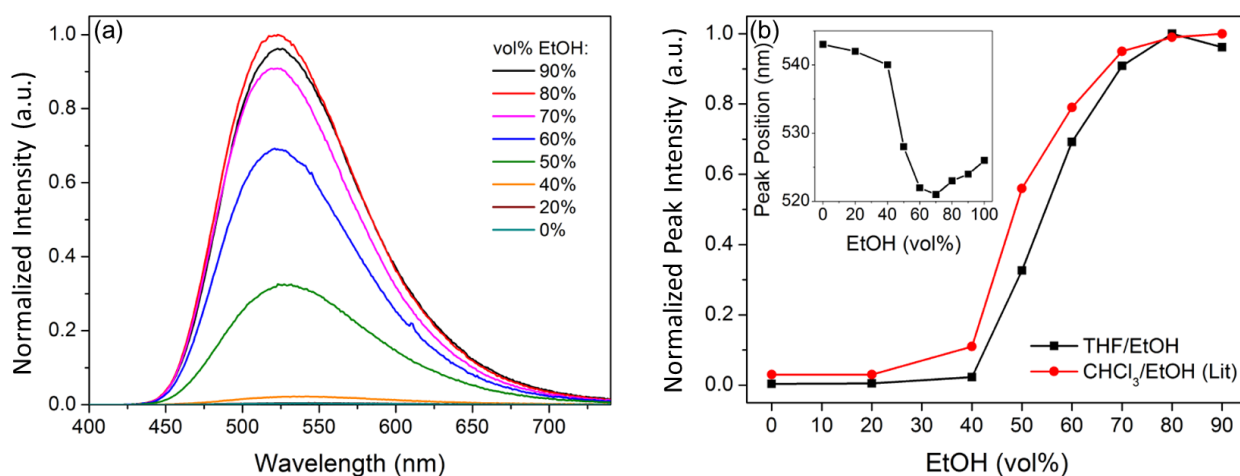 (a)
Normalized Intensity (a.u.)
1.0
0.8
0.6
0.4
0.2
0.0
400 450 500 550 600 650 700
Wavelength (nm)
vol% EtOH:
90%
80%
70%
60%
50%
40%
20%
0%
(b)
Normalized Peak Intensity (a.u.)
1.0
0.8
0.6
0.4
0.2
0.0
0 10 20 30 40 50 60 70 80 90
EtOH (vol%)
Peak Position (nm)
540
530
520
0 20 40 60 80 100
EtOH (vol%)
THF/EtOH
CHCl₃/EtOH (Lit)